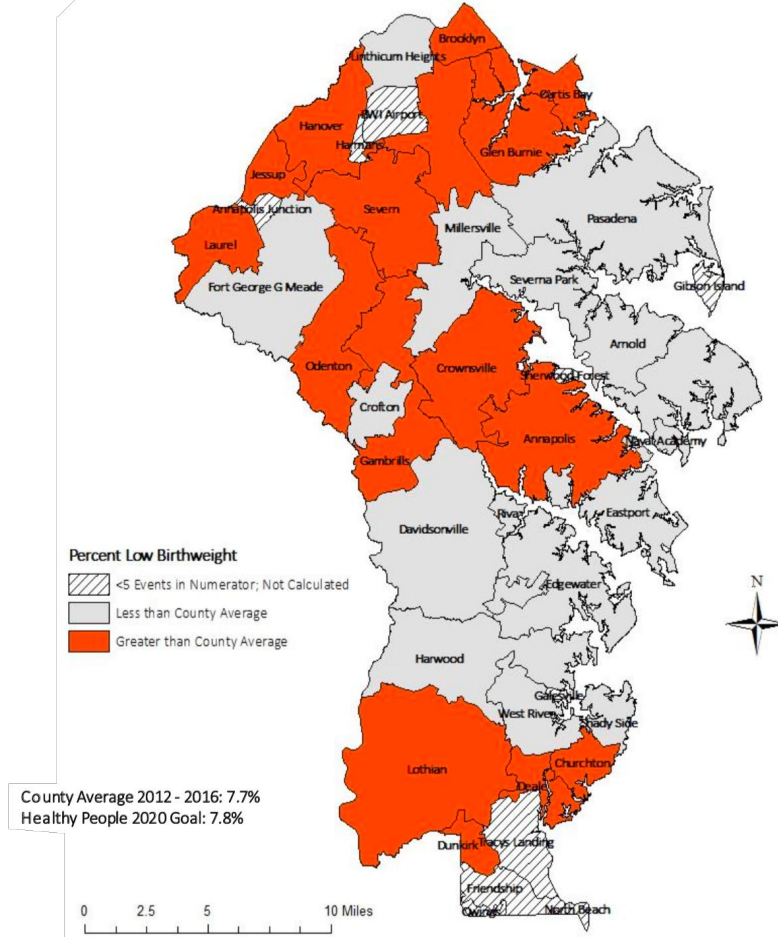 Brooklyn
Linthicum Heights
Curtis Bay
BWI Airport
Hanover
Harmans
Glen Burnie
Jessup
Annapolis Junction
Severn
Millersville
Pasadena
Laurel
Fort George G Meade
Severna Park
Gibson Island
Arnold
Odenton
Crownsville
Sherwood Forest
Crofton
Annapolis
Naval Academy
Gambrills
Davidsonville
Riva
Eastport
Percent Low Birthweight
<5 Events in Numerator; Not Calculated
Less than County Average
Greater than County Average
Edgewater
N
Harwood
Galesville
West River
Shady Side
Lothian
Churchton
Deale
County Average 2012 - 2016: 7.7%
Healthy People 2020 Goal: 7.8%
Dunkirk
Tracys Landing
Friendship
Owings
North Beach
0 2.5 5 10 Miles